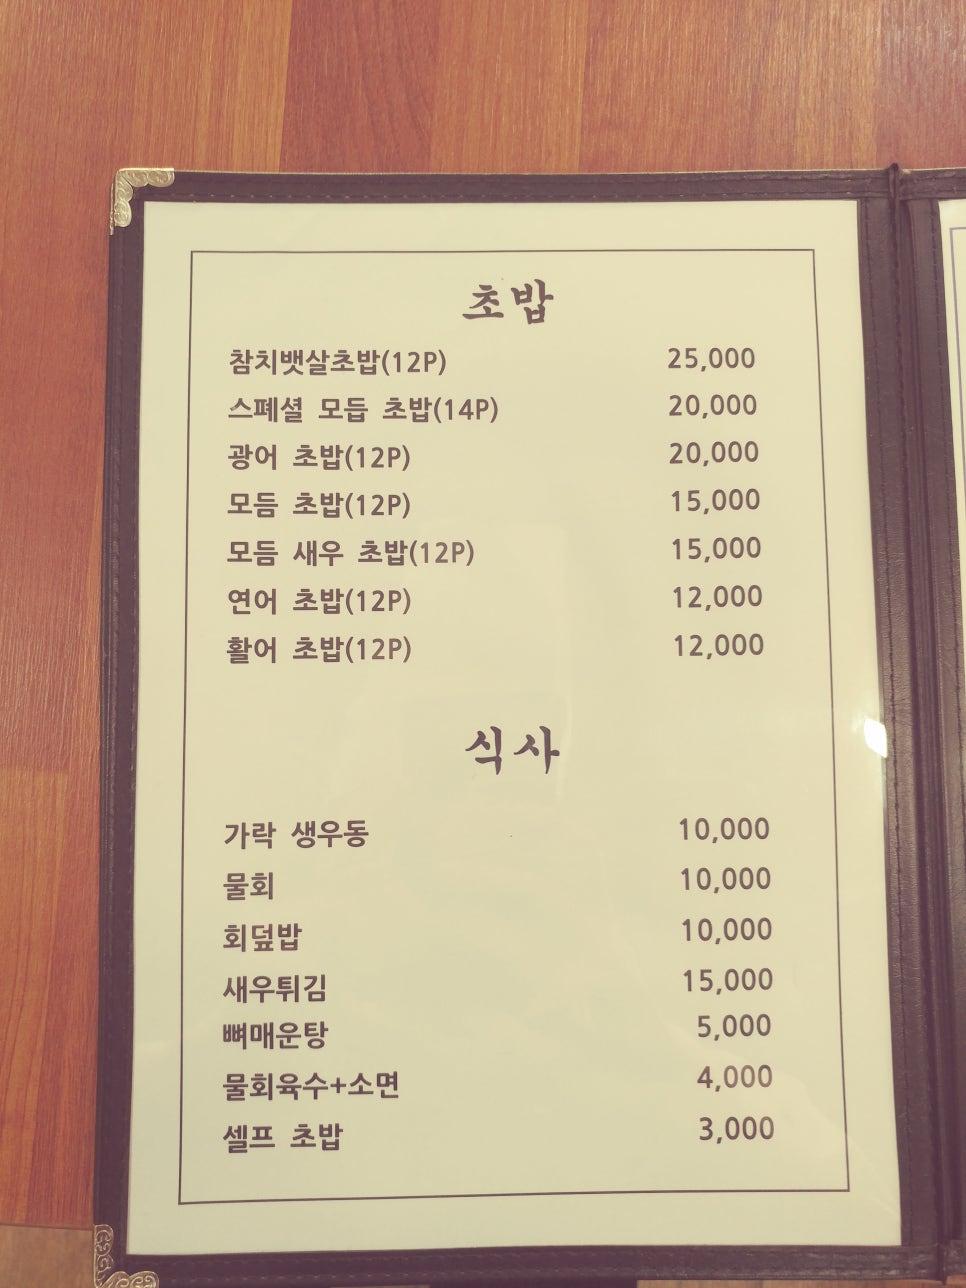 초밥
참치뱃살초밥(12P) 25,000
스폐셜 모듭 초밥(14P) 20,000
광어 초밥(12P) 20,000
모듬 초밥(12P) 15,000
모듬 새우 초밥(12P) 15,000
연어 초밥(12P) 12,000
활어 초밥(12P) 12,000
식사
가락 생우동 10,000
물회 10,000
회덮밥 10,000
새우튀김 15,000
뼈매운탕 5,000
물회육수+소면 4,000
셀프 초밥 3,000